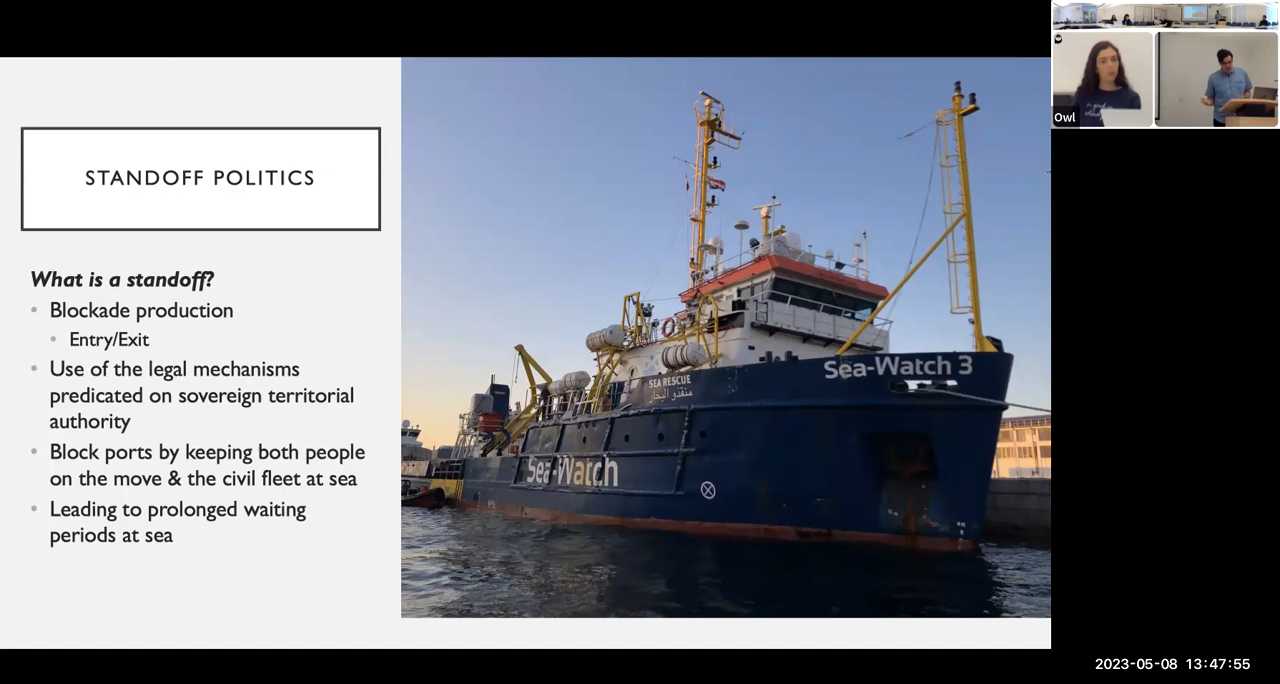 STANDOFF POLITICS
What is a standoff?
Blockade production
Entry/Exit
Use of the legal mechanisms
predicated on sovereign territorial
authority
Block ports by keeping both people
on the move & the civil fleet at sea
Leading to prolonged waiting
periods at sea
Sea-Watch 3
SEA RESCUE
منقذو البحار
Sea-Watch
Owl
2023-05-08 13:47:55